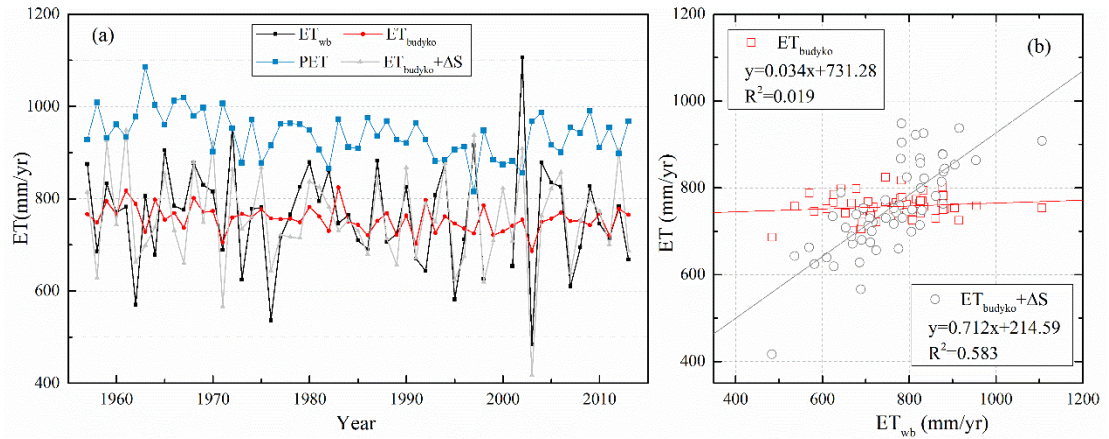 (a)
ET_wb ET_budyko
PET ET_budyko+ΔS
ET(mm/yr)
1200
1000
800
600
400
1960 1970 1980 1990 2000 2010
Year
(b)
ET_budyko
y=0.034x+731.28
R²=0.019
ET_budyko+ΔS
y=0.712x+214.59
R²=0.583
ET (mm/yr)
1200
1000
800
600
400
400 600 800 1000 1200
ET_wb (mm/yr)